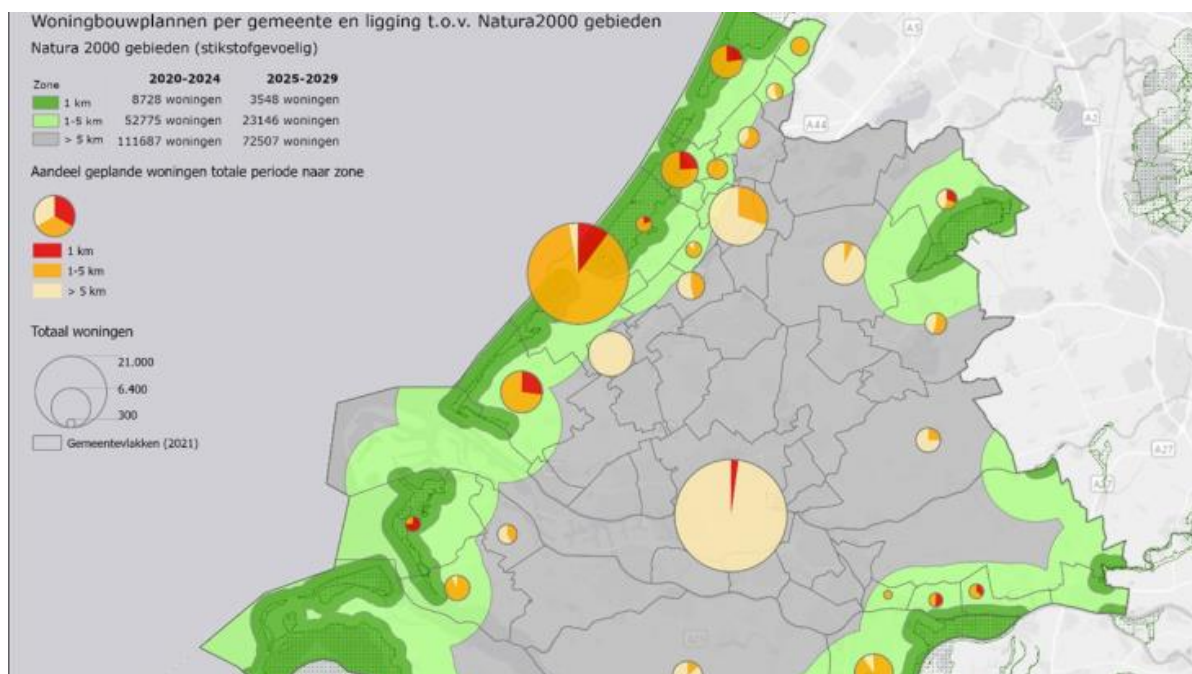 Woningbouwplannen per gemeente en ligging t.o.v. Natura2000 gebieden
Natura 2000 gebieden (stikstofgevoelig)
Zone 2020-2024 2025-2029
1 km 8728 woningen 3548 woningen
1-5 km 52775 woningen 23146 woningen
> 5 km 111687 woningen 72507 woningen
Aandeel geplande woningen totale periode naar zone
1 km
1-5 km
> 5 km
Totaal woningen
21.000
6.400
300
Gemeentevlakken (2021)
A5
A2
A44
A27